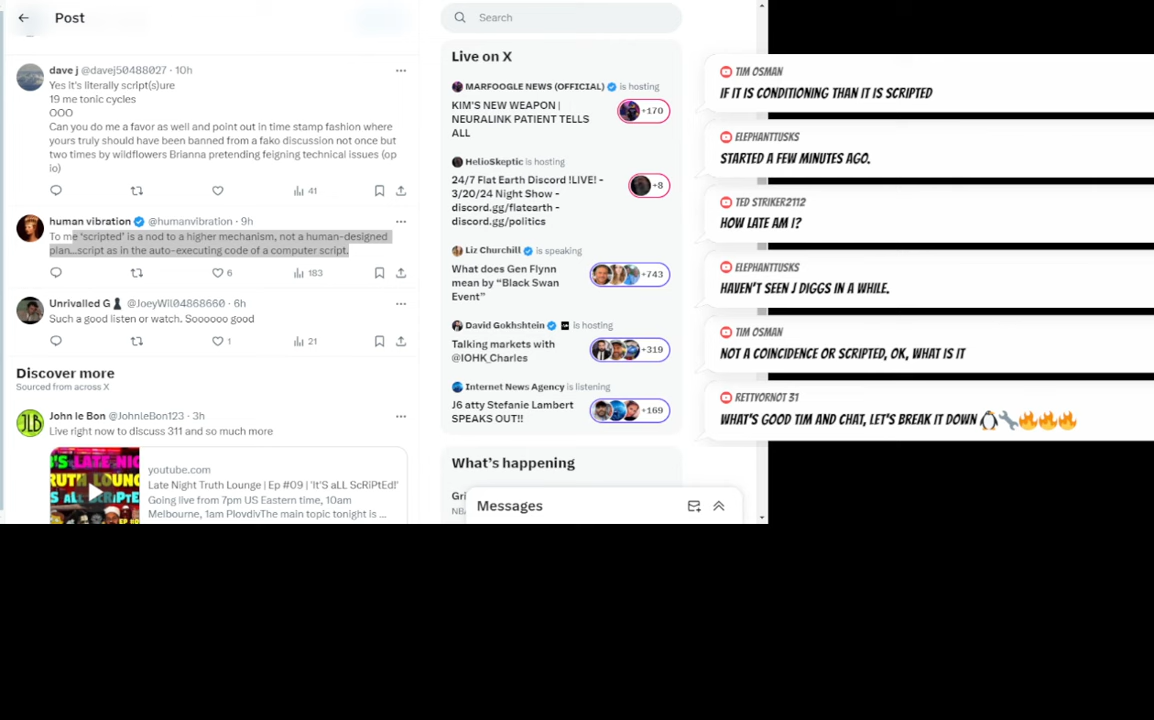 Post
dave j @davej50488027 · 10h
Yes it's literally script(s)ure
19 me tonic cycles
OOO
Can you do me a favor as well and point out in time stamp fashion where
yours truly should have been banned from a fako discussion not once but
two times by wildflowers Brianna pretending feigning technical issues (op
io)
41
human vibration @humanvibration · 9h
To me 'scripted' is a nod to a higher mechanism, not a human-designed
plan...script as in the auto-executing code of a computer script.
6 183
Unrivalled G @JoeyWll04868660 · 6h
Such a good listen or watch. Soooooo good
1 21
Discover more
Sourced from across X
JLB
John le Bon @JohnleBon123 · 3h
Live right now to discuss 311 and so much more
youtube.com
Late Night Truth Lounge | Ep #09 | 'It'S aLL ScRiPtEd!'
Going live from 7pm US Eastern time, 10am
Melbourne, 1am PlovdivThe main topic tonight is ...
Search
Live on X
MARFOOGLE NEWS (OFFICIAL) is hosting
KIM'S NEW WEAPON |
NEURALINK PATIENT TELLS
ALL
+170
HelioSkeptic is hosting
24/7 Flat Earth Discord !LIVE! -
3/20/24 Night Show -
discord.gg/flatearth -
discord.gg/politics
+8
Liz Churchill is speaking
What does Gen Flynn
mean by “Black Swan
Event”
+743
David Gokhshtein is hosting
Talking markets with
@IOHK_Charles
+319
Internet News Agency is listening
J6 atty Stefanie Lambert
SPEAKS OUT!!
+169
What's happening
Messages
TIM OSMAN
IF IT IS CONDITIONING THAN IT IS SCRIPTED
ELEPHANTTUSKS
STARTED A FEW MINUTES AGO.
TED STRIKER2112
HOW LATE AM I?
ELEPHANTTUSKS
HAVEN'T SEEN J DIGGS IN A WHILE.
TIM OSMAN
NOT A COINCIDENCE OR SCRIPTED, OK, WHAT IS IT
RETTYORNOT 31
WHAT'S GOOD TIM AND CHAT, LET'S BREAK IT DOWN 🐧🔧🔥🔥🔥